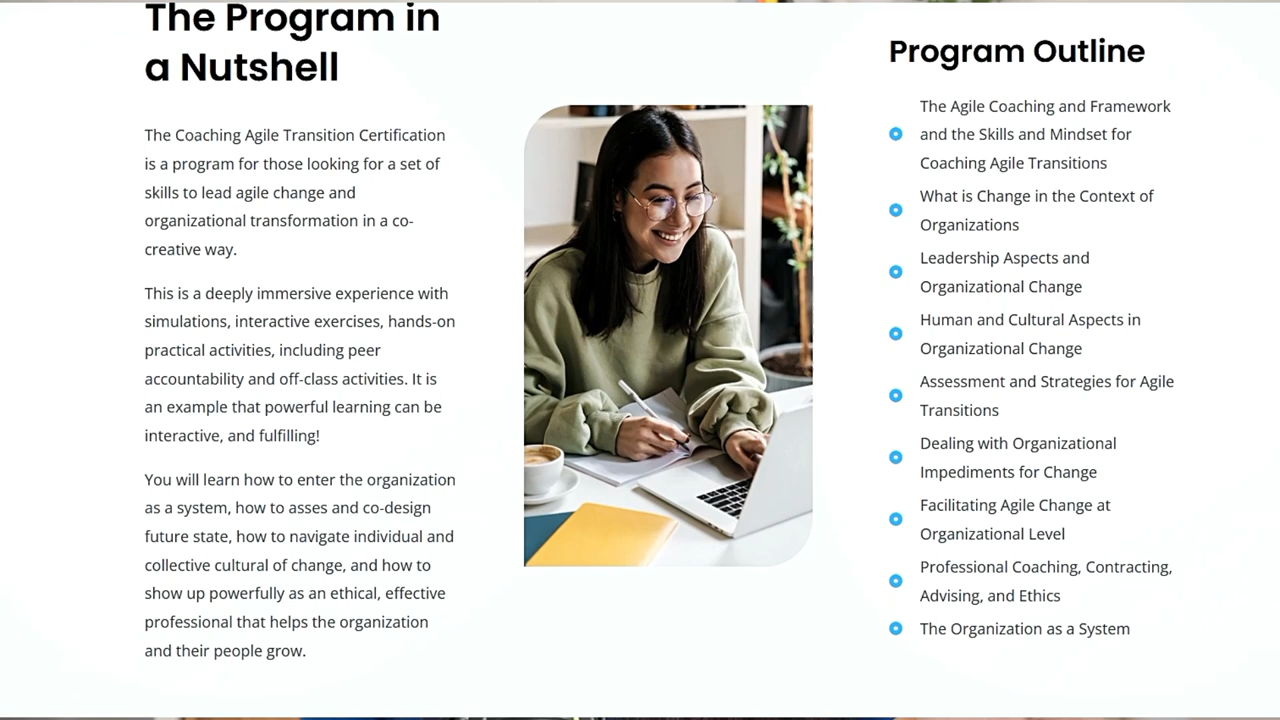 The Program in
a Nutshell
The Coaching Agile Transition Certification
is a program for those looking for a set of
skills to lead agile change and
organizational transformation in a co-
creative way.
This is a deeply immersive experience with
simulations, interactive exercises, hands-on
practical activities, including peer
accountability and off-class activities. It is
an example that powerful learning can be
interactive, and fulfilling!
You will learn how to enter the organization
as a system, how to asses and co-design
future state, how to navigate individual and
collective cultural of change, and how to
show up powerfully as an ethical, effective
professional that helps the organization
and their people grow.
Program Outline
The Agile Coaching and Framework
and the Skills and Mindset for
Coaching Agile Transitions
What is Change in the Context of
Organizations
Leadership Aspects and
Organizational Change
Human and Cultural Aspects in
Organizational Change
Assessment and Strategies for Agile
Transitions
Dealing with Organizational
Impediments for Change
Facilitating Agile Change at
Organizational Level
Professional Coaching, Contracting,
Advising, and Ethics
The Organization as a System